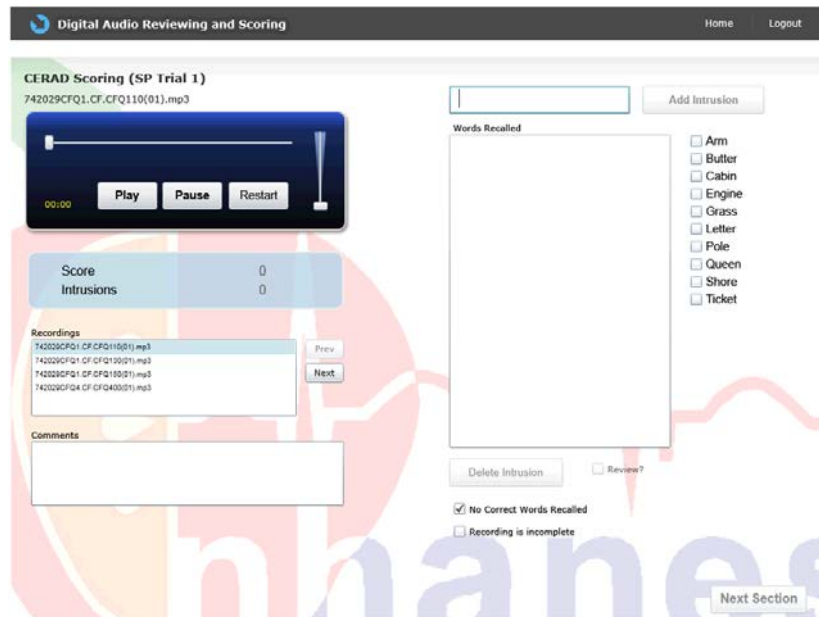 Digital Audio Reviewing and Scoring
Home
Logout
CERAD Scoring (SP Trial 1)
742029CFQ1.CF.CFQ110(01).mp3
00:00
Play
Pause
Restart
Score 0
Intrusions 0
Recordings
742029CFQ1.CF.CFQ110(01).mp3
742029CFQ1.CF.CFQ130(01).mp3
742029CFQ1.CF.CFQ150(01).mp3
742029CFQ4.CF.CFQ400(01).mp3
Prev
Next
Comments
Add Intrusion
Words Recalled
Arm
Butter
Cabin
Engine
Grass
Letter
Pole
Queen
Shore
Ticket
Delete Intrusion
Review?
No Correct Words Recalled
Recording is incomplete
nhanes
Next Section